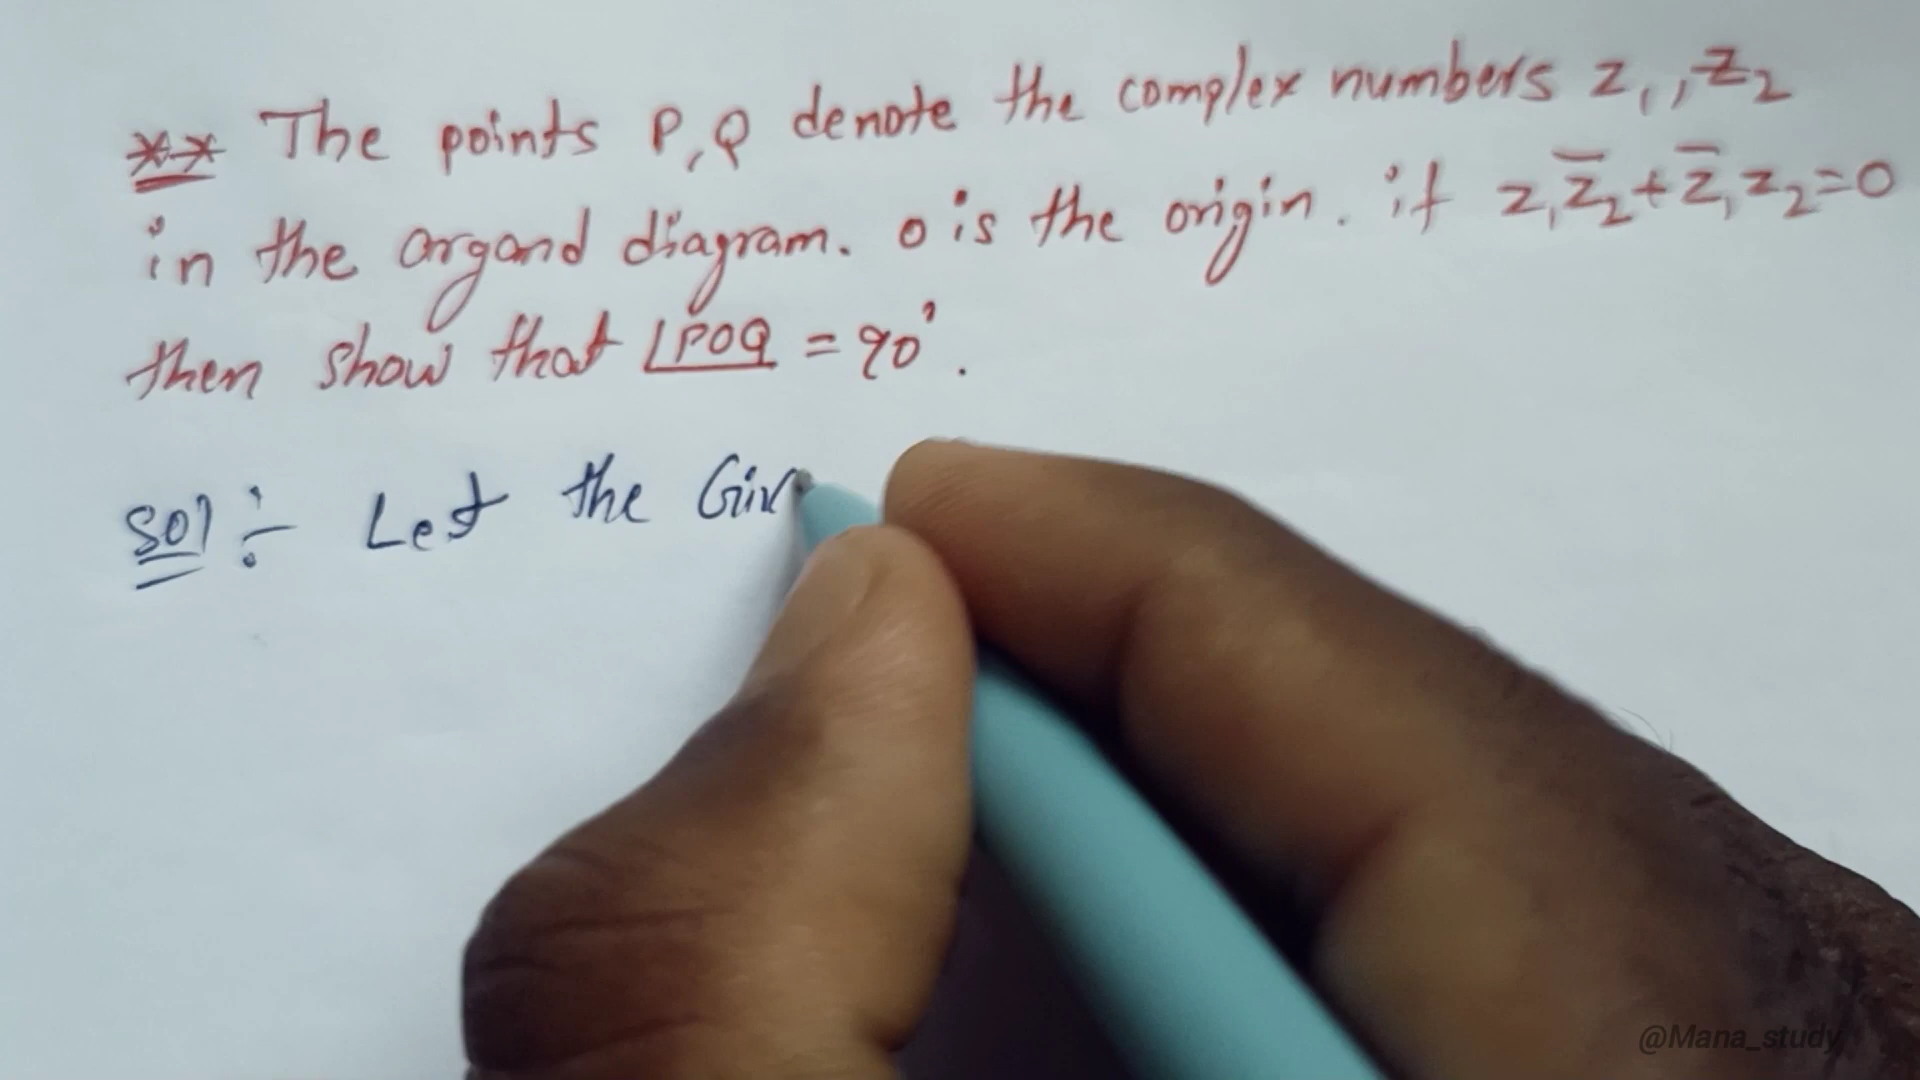 ** The points P,Q denote the complex numbers z₁, z₂
in the argand diagram. o is the origin. if z₁z̅₂+z̅₁z₂=0
then show that ∠POQ = 90°.
Sol ÷ Let the Giv
@Mana_study